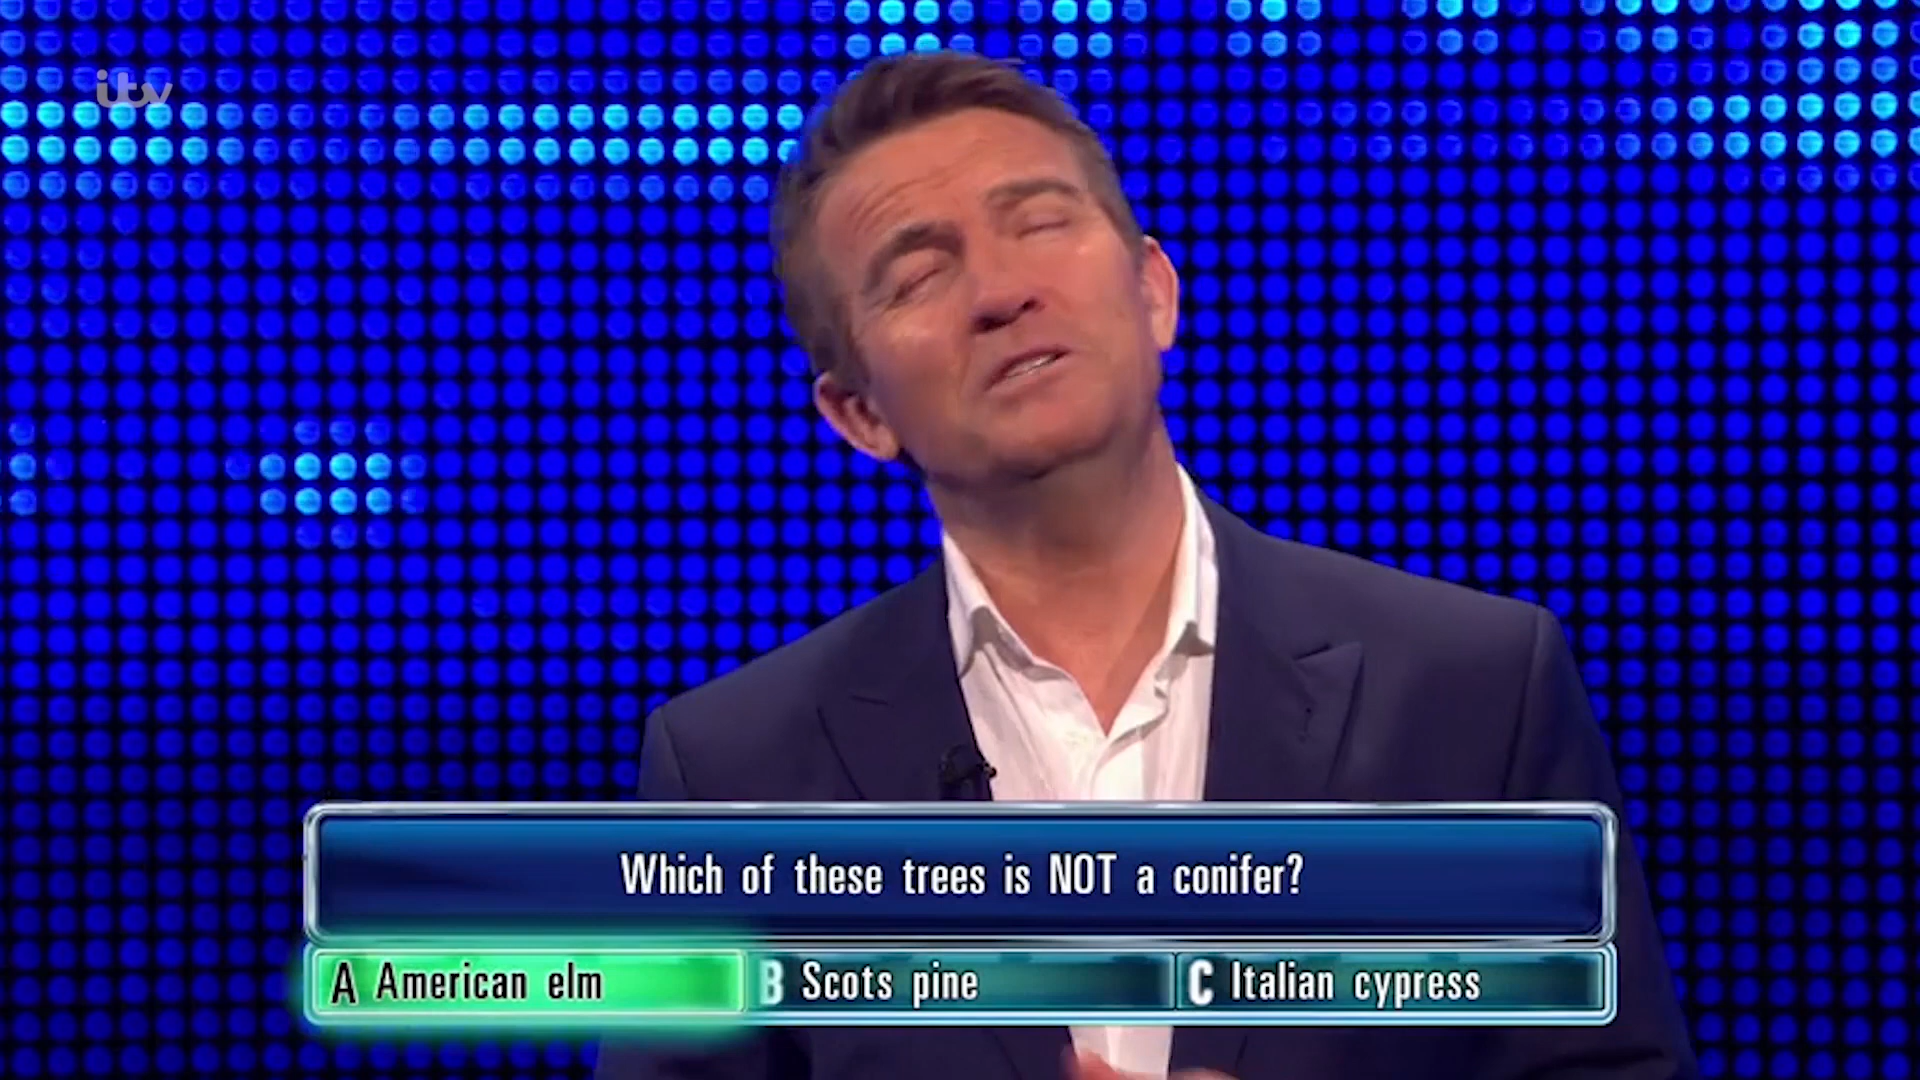 itv
Which of these trees is NOT a conifer?
A American elm
B Scots pine
C Italian cypress